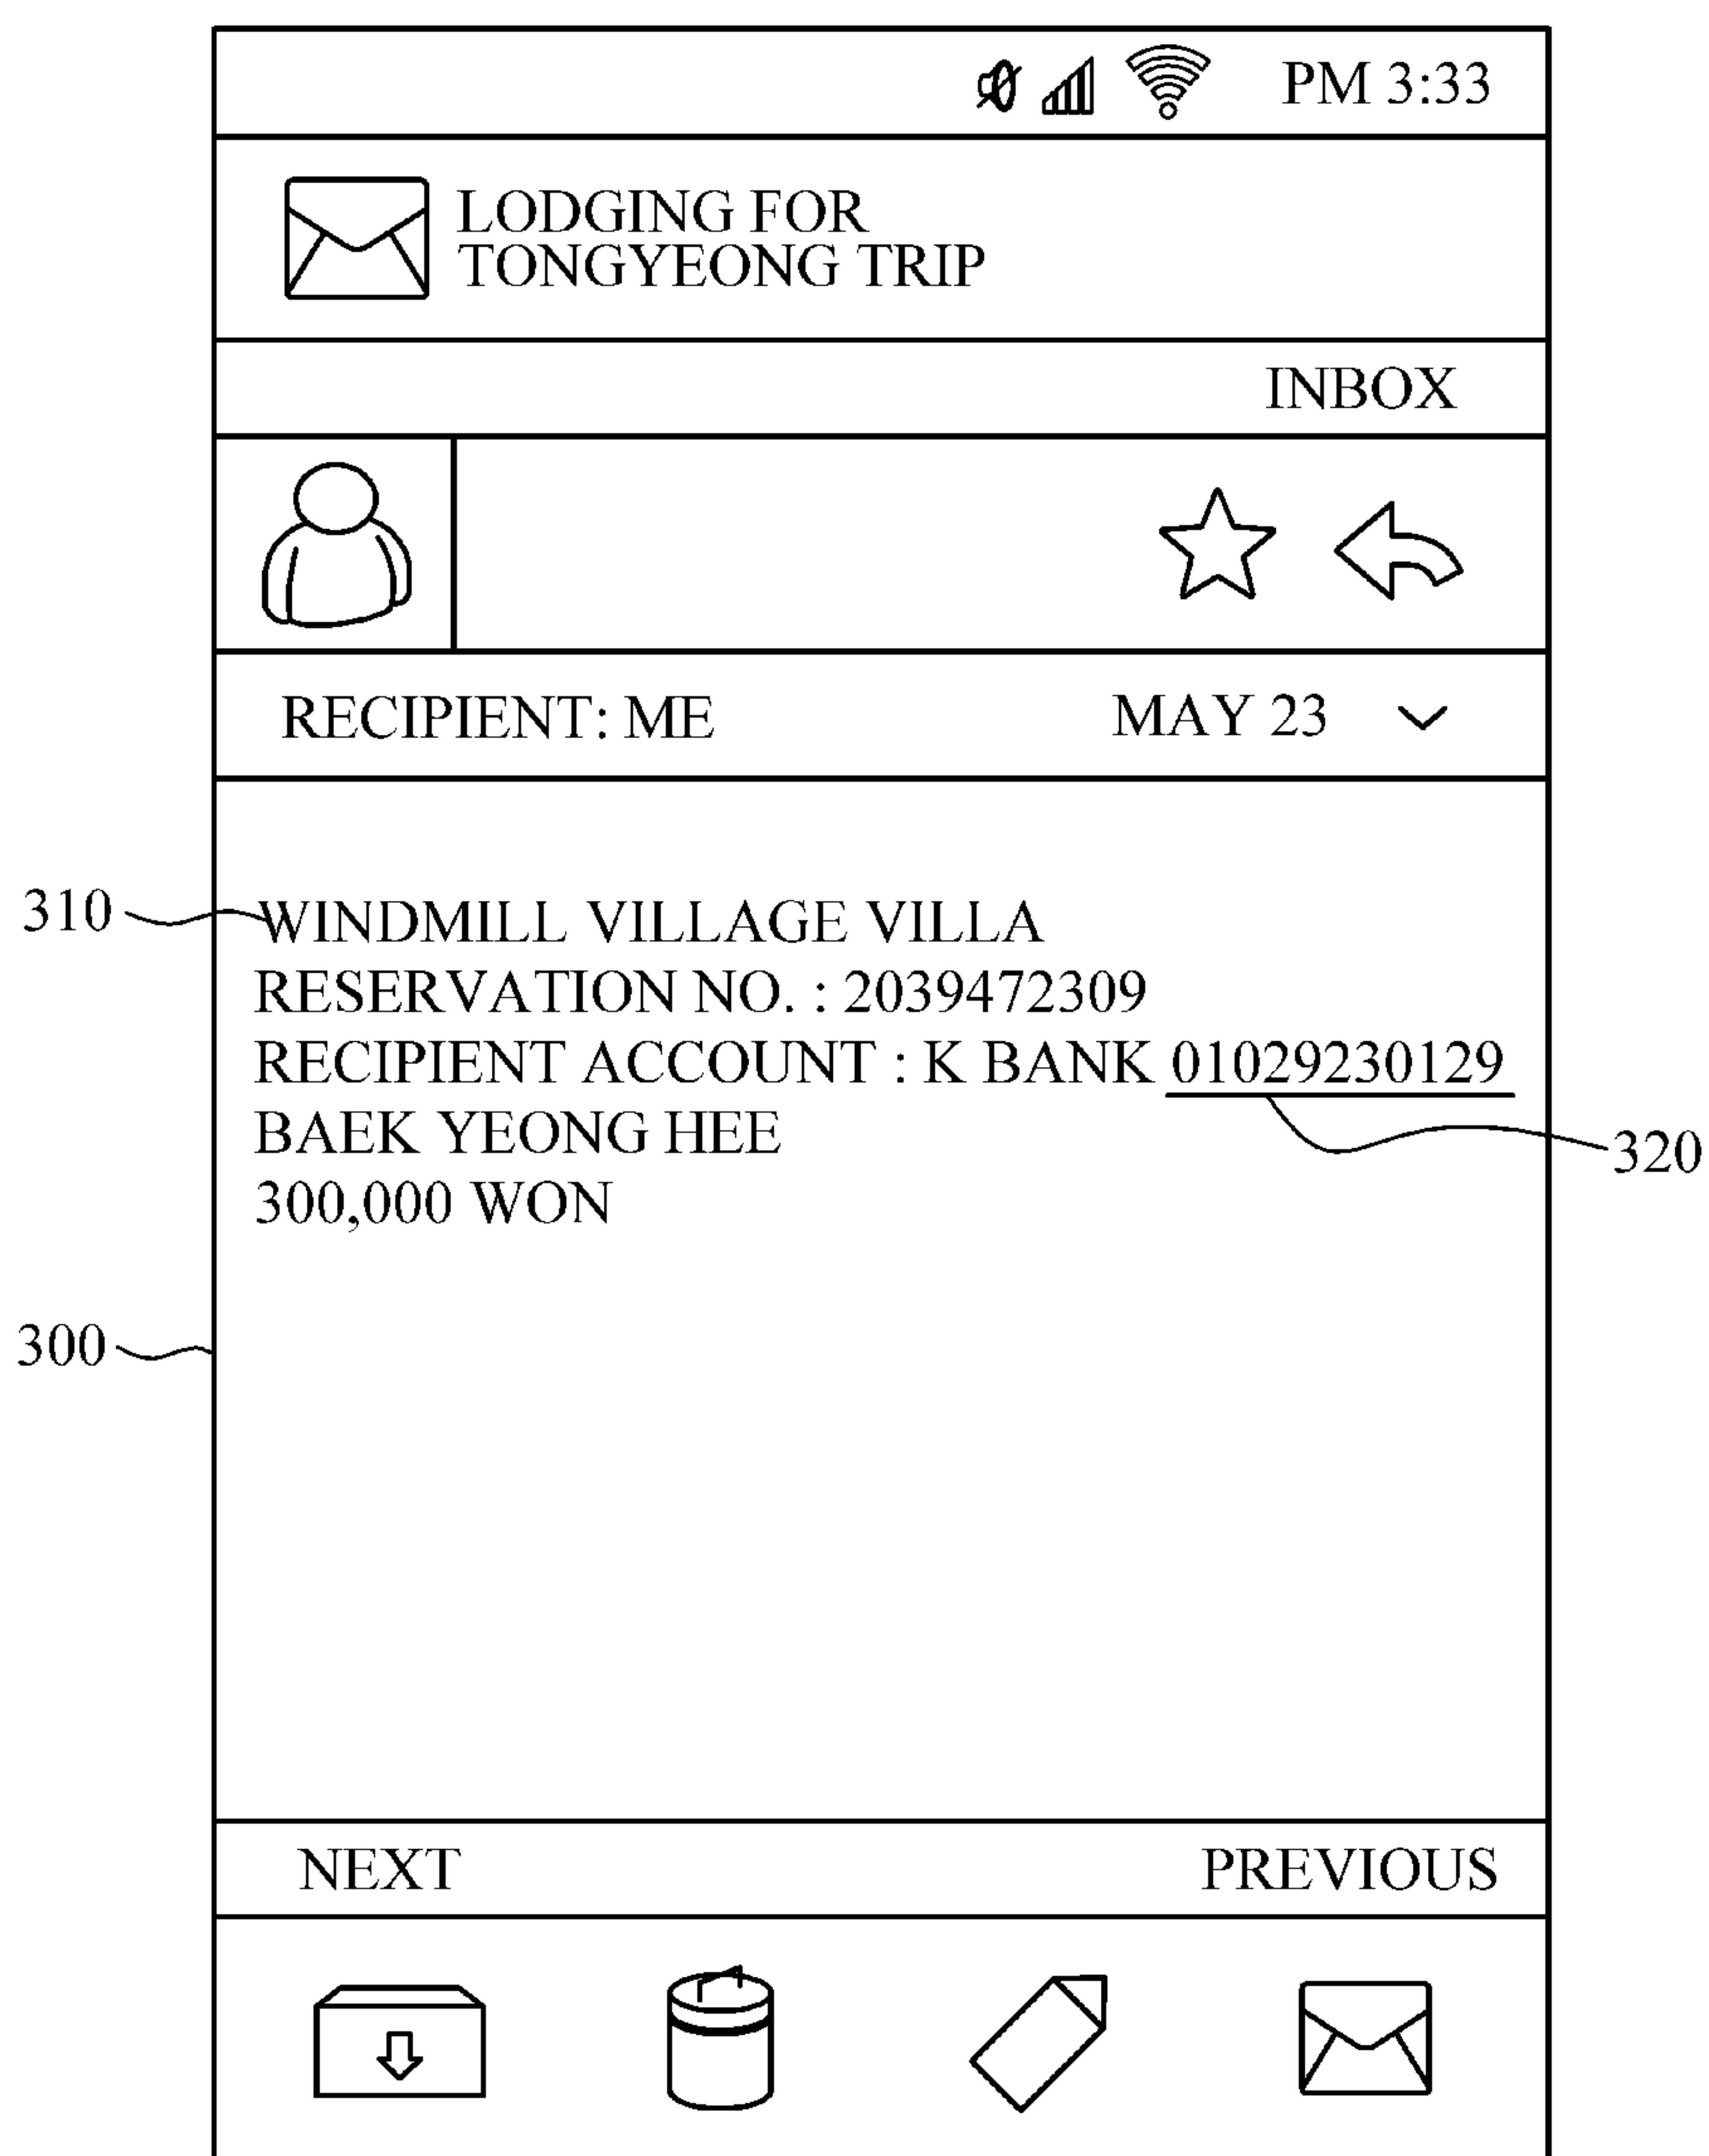 PM 3:33
LODGING FOR
TONGYEONG TRIP
INBOX
RECIPIENT: ME MAY 23
310
WINDMILL VILLAGE VILLA
RESERVATION NO. : 2039472309
RECIPIENT ACCOUNT : K BANK 01029230129
BAEK YEONG HEE
320
300,000 WON
300
NEXT PREVIOUS